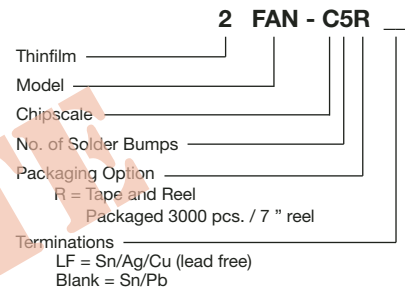 2 FAN - C5R __
Thinfilm
Model
Chipscale
No. of Solder Bumps
Packaging Option
R = Tape and Reel
Packaged 3000 pcs. / 7 " reel
Terminations
LF = Sn/Ag/Cu (lead free)
Blank = Sn/Pb